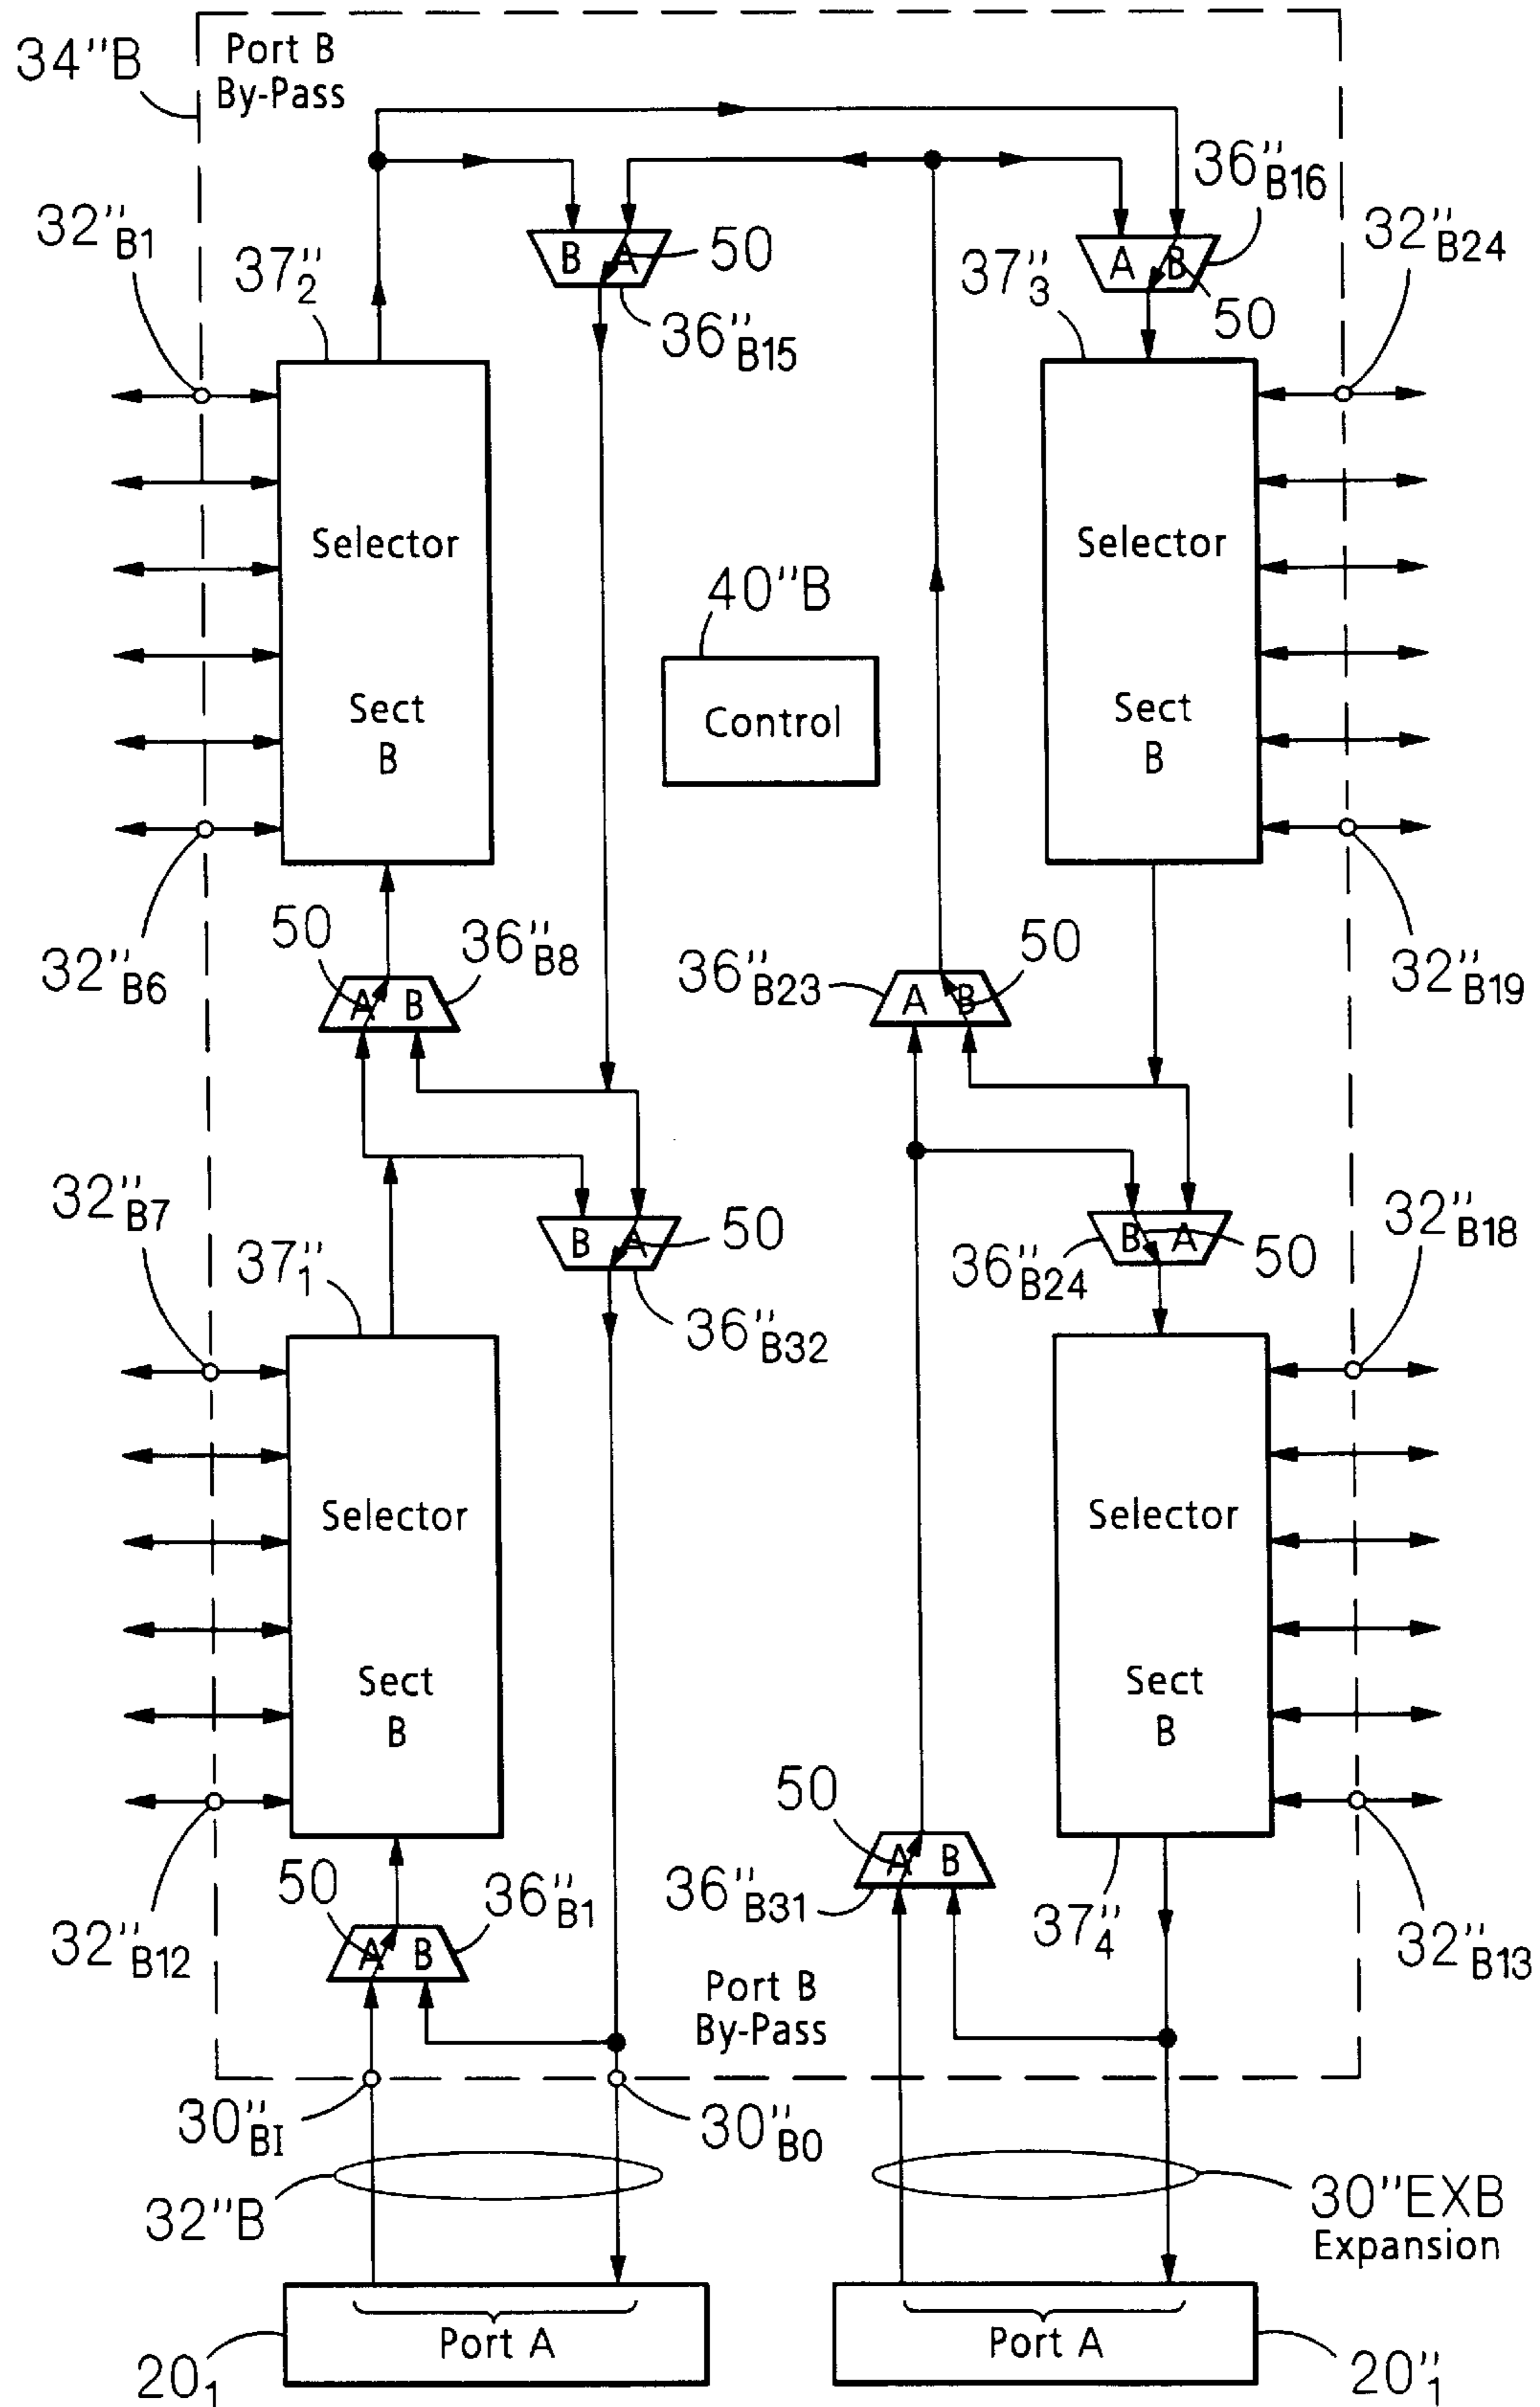 34"B
Port B
By-Pass
36"B16
32"B1
37"2
B A
50
36"B15
37"3
A B
50
32"B24
Selector
Sect
B
40"B
Control
Selector
Sect
B
32"B6
50
36"B8
A B
36"B23
50
A B
32"B19
32"B7
37"1
B A
50
36"B32
36"B24
B A
50
32"B18
Selector
Sect
B
Selector
Sect
B
32"B12
50
36"B1
A B
50
36"B31
A B
37"4
32"B13
Port B
By-Pass
30"BI
30"BO
32"B
30"EXB
Expansion
Port A
Port A
201
20"1